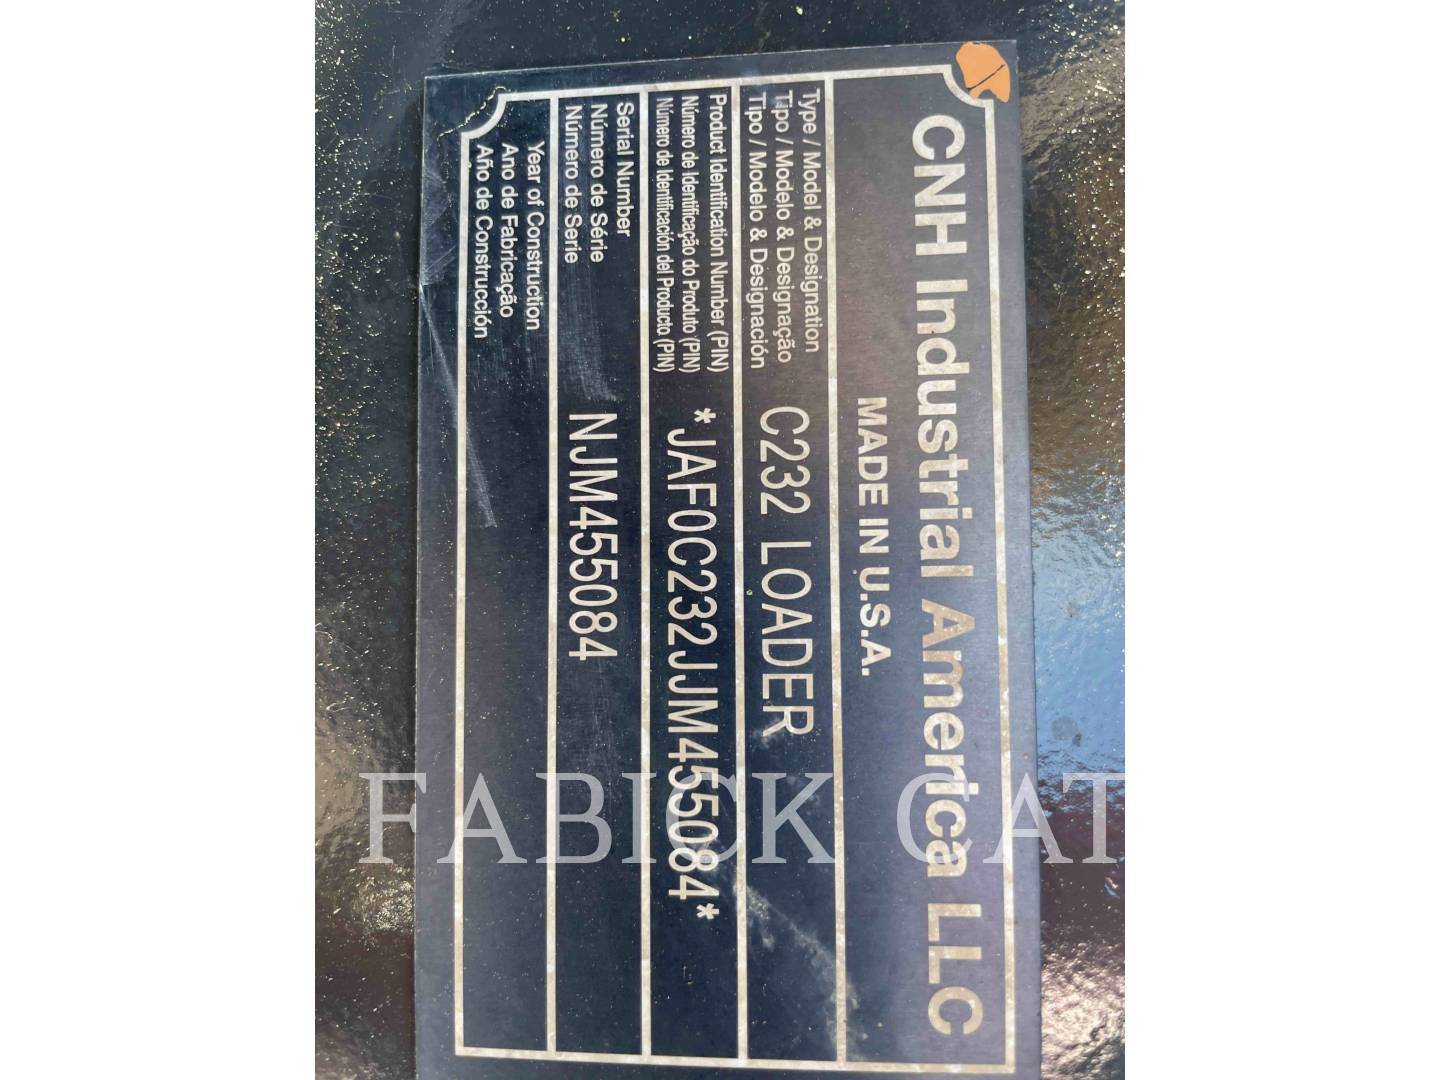 CNH Industrial America LLC
MADE IN U.S.A.
Type / Model & Designation
Tipo / Modelo & Designação
Tipo / Modelo & Designación
C232 LOADER
Product Identification Number (PIN)
Número de Identificação do Produto (PIN)
Número de Identificación del Producto (PIN)
*JAF0C232JJM455084*
Serial Number
Número de Série
Número de Serie
NJM455084
Year of Construction
Ano de Fabricação
Año de Construcción
FABICK CAT